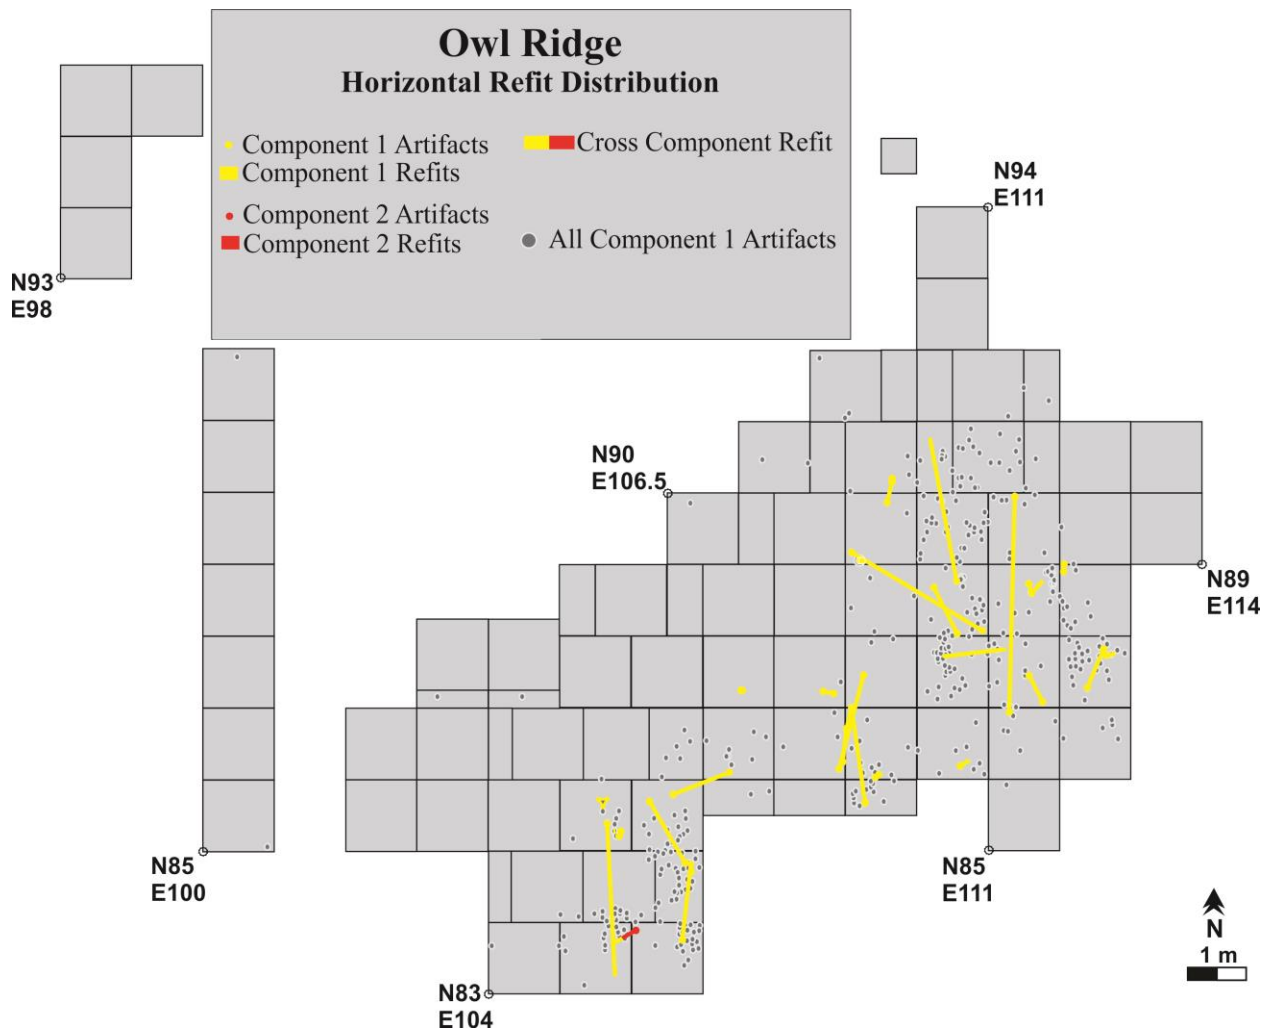 Owl Ridge
Horizontal Refit Distribution
Component 1 Artifacts
Component 1 Refits
Component 2 Artifacts
Component 2 Refits
Cross Component Refit
All Component 1 Artifacts
N94
E111
N93
E98
N90
E106.5
N89
E114
N85
E100
N85
E111
N83
E104
N
1 m